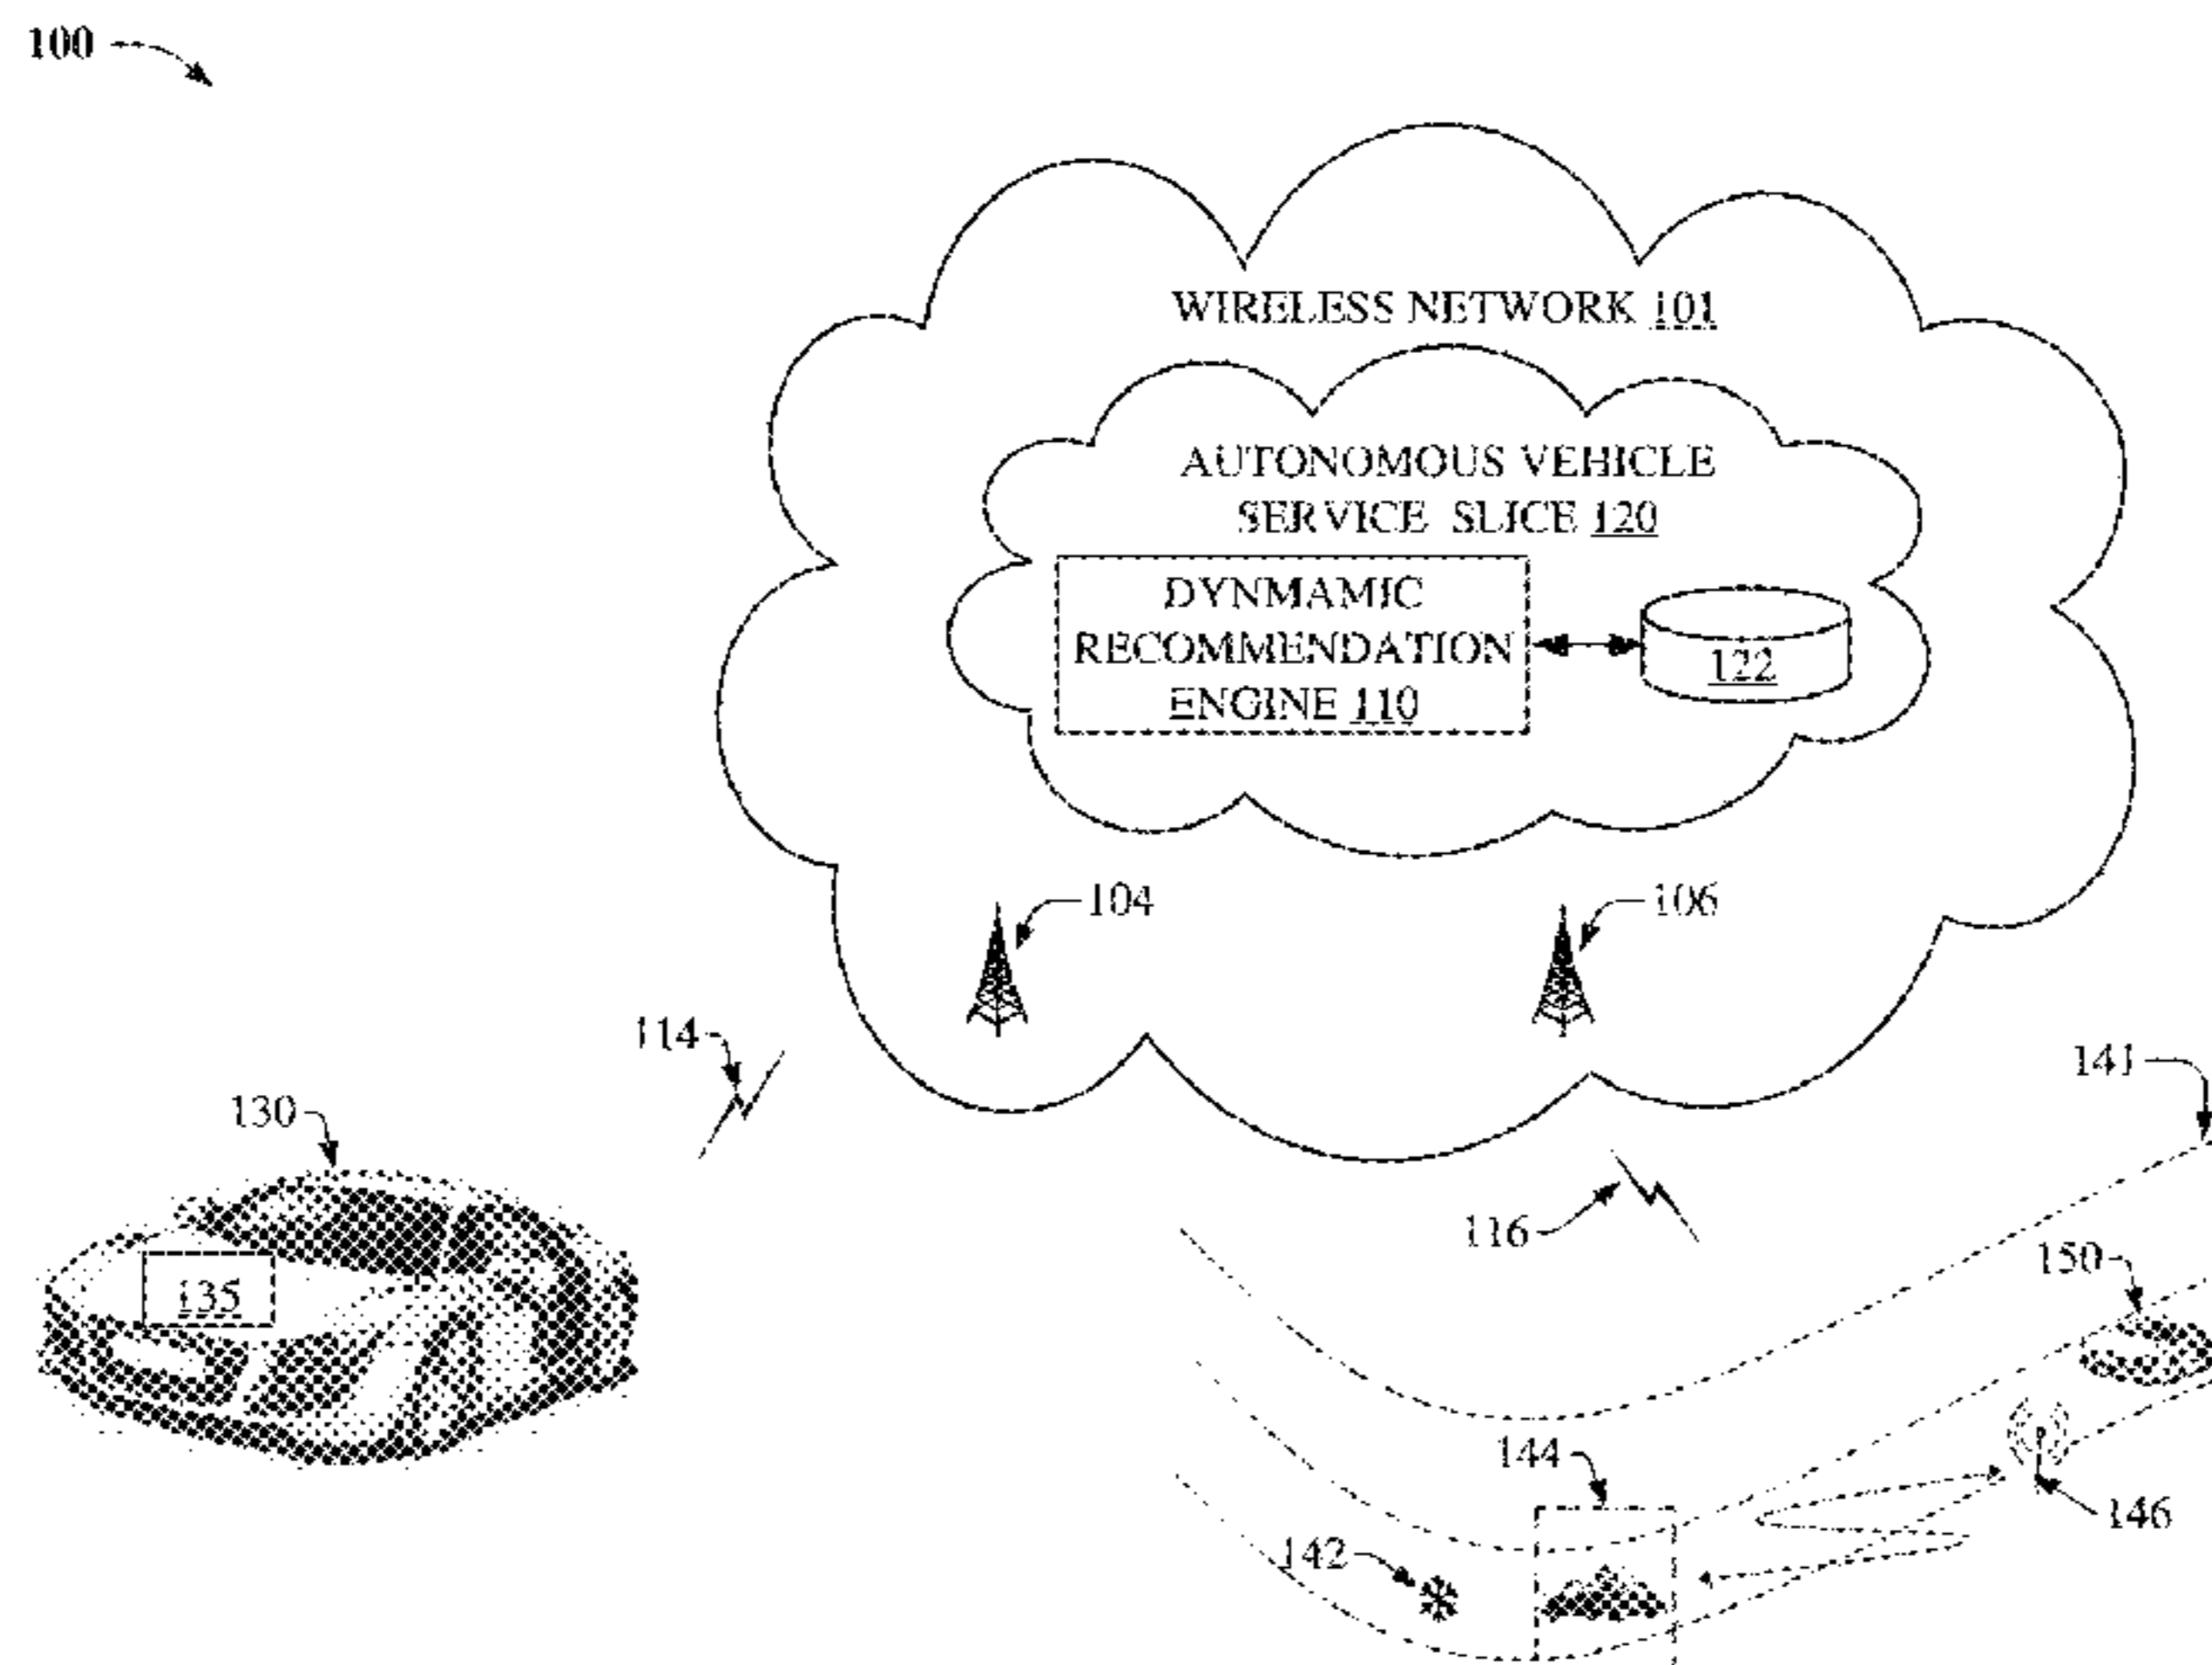 100
WIRELESS NETWORK 101
AUTONOMOUS VEHICLE
SERVICE SLICE 120
DYNMAMIC
RECOMMENDATION
ENGINE 110
122
104
106
114
141
130
116
150
135
144
146
142